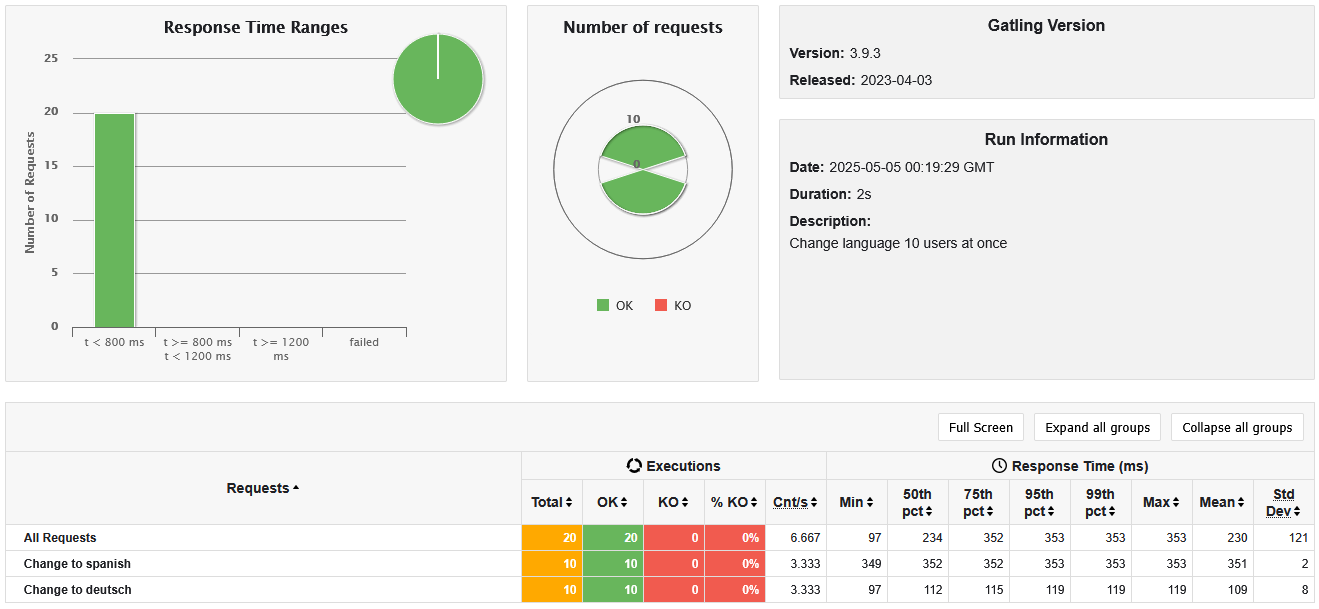 Response Time Ranges
25
20
15
10
5
0
Number of Requests
t < 800 ms
t >= 800 ms
t < 1200 ms
t >= 1200
ms
failed
Number of requests
10
0
OK
KO
Gatling Version
Version: 3.9.3
Released: 2023-04-03
Run Information
Date: 2025-05-05 00:19:29 GMT
Duration: 2s
Description:
Change language 10 users at once
Full Screen Expand all groups Collapse all groups
Requests Executions Response Time (ms)
Total OK KO % KO Cnt/s Min 50th pct 75th pct 95th pct 99th pct Max Mean Std Dev
All Requests 20 20 0 0% 6.667 97 234 352 353 353 353 230 121
Change to spanish 10 10 0 0% 3.333 349 352 352 353 353 353 351 2
Change to deutsch 10 10 0 0% 3.333 97 112 115 119 119 119 109 8